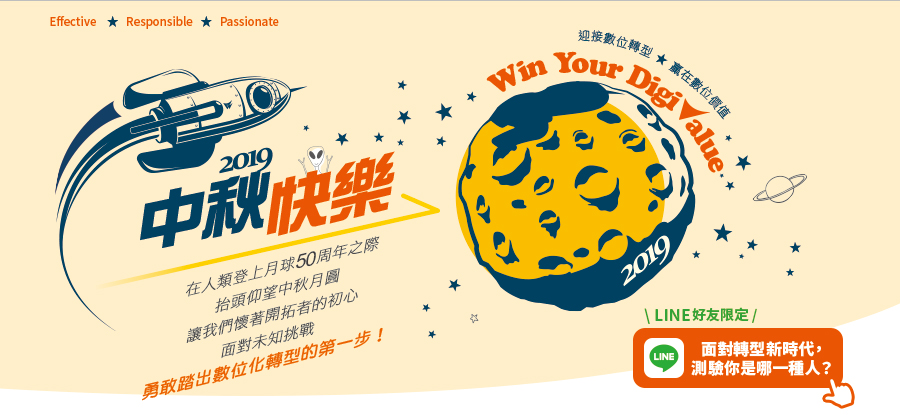 Effective ★ Responsible ★ Passionate
迎接數位轉型 ★ 贏在數位價值
Win Your Digi Value
2019
中秋快樂
在人類登上月球50周年之際
抬頭仰望中秋月圓
讓我們懷著開拓者的初心
面對未知挑戰
勇敢踏出數位化轉型的第一步！
2019
\ LINE好友限定 /
LINE
面對轉型新時代，
測驗你是哪一種人？